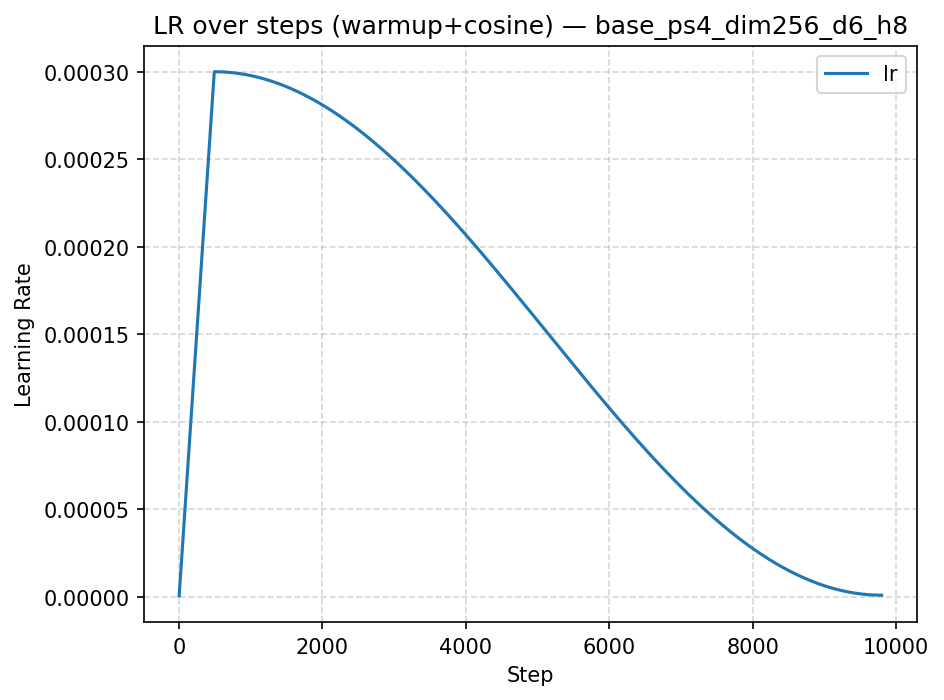 LR over steps (warmup+cosine) — base_ps4_dim256_d6_h8
lr
0.00030
0.00025
0.00020
0.00015
0.00010
0.00005
0.00000
Learning Rate
0 2000 4000 6000 8000 10000
Step